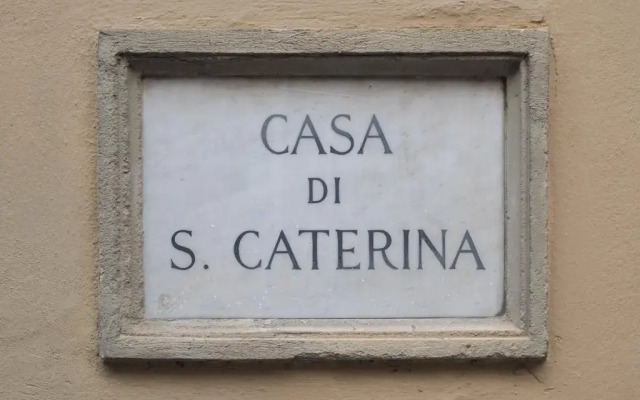 CASA
DI
S. CATERINA